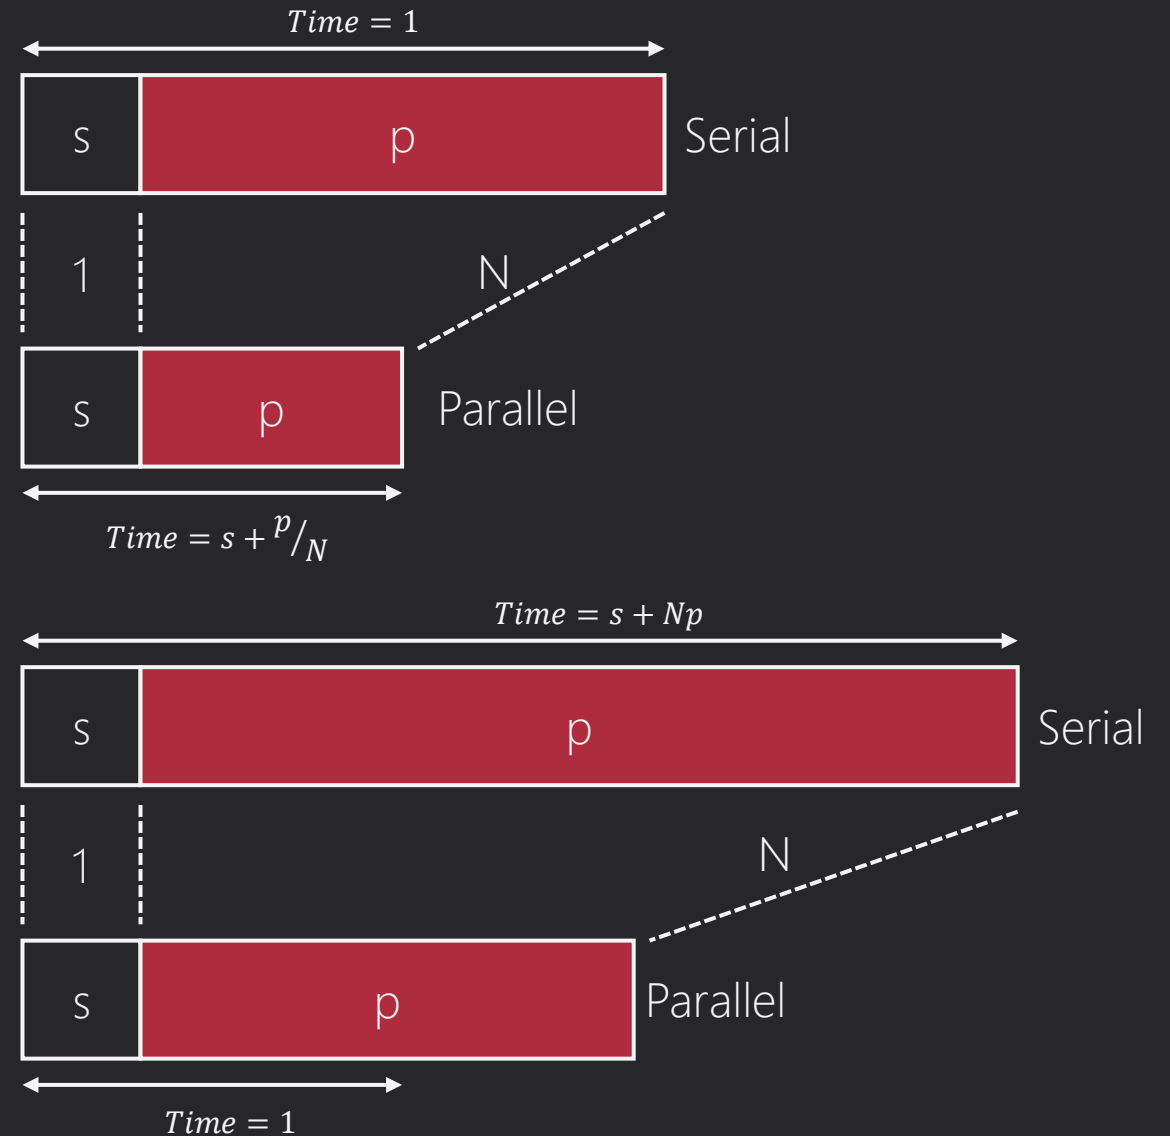 Time = 1
s p Serial
1 N
s p Parallel
Time = s + p/N
Time = s + Np
s p Serial
1 N
s p Parallel
Time = 1